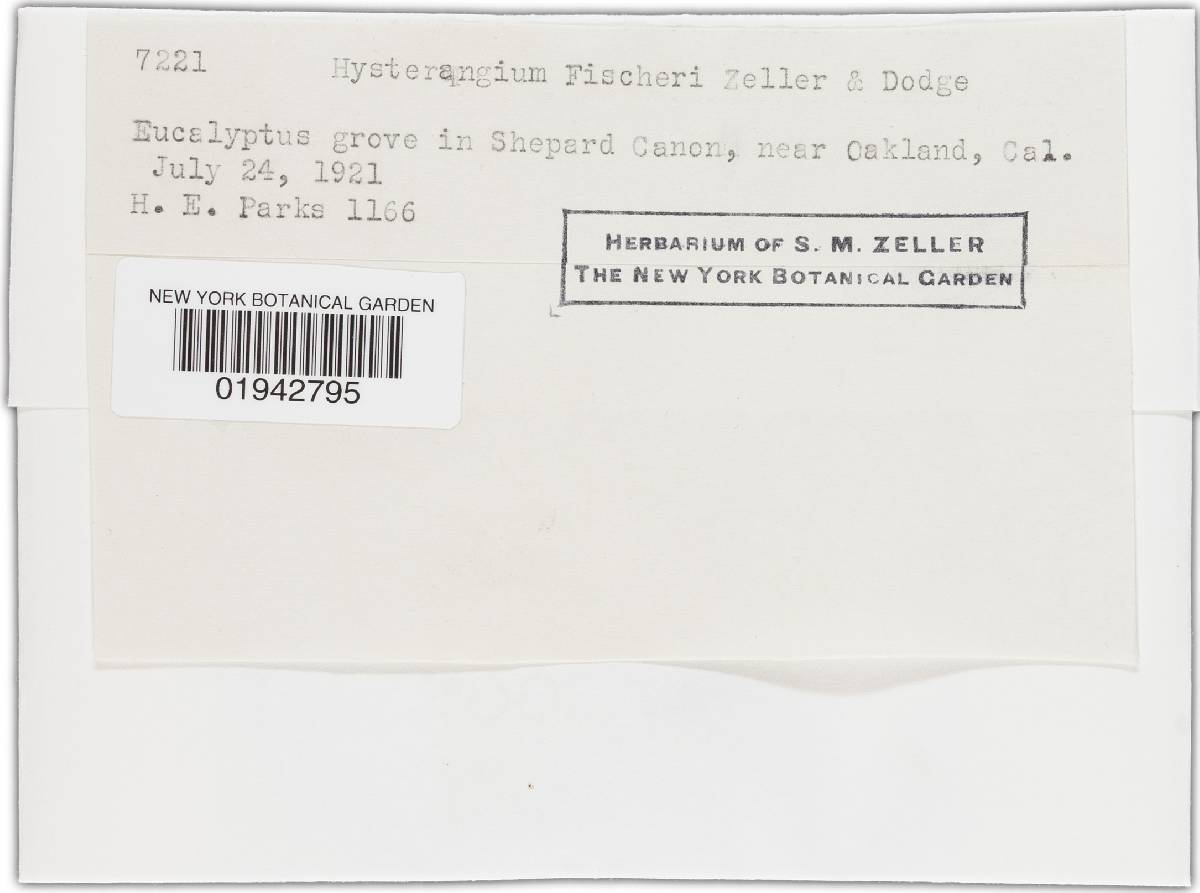 7221 Hysterangium Fischeri Zeller & Dodge
Eucalyptus grove in Shepard Canon, near Oakland, Cal.
July 24, 1921
H. E. Parks 1166
HERBARIUM OF S. M. ZELLER
THE NEW YORK BOTANICAL GARDEN
NEW YORK BOTANICAL GARDEN
01942795